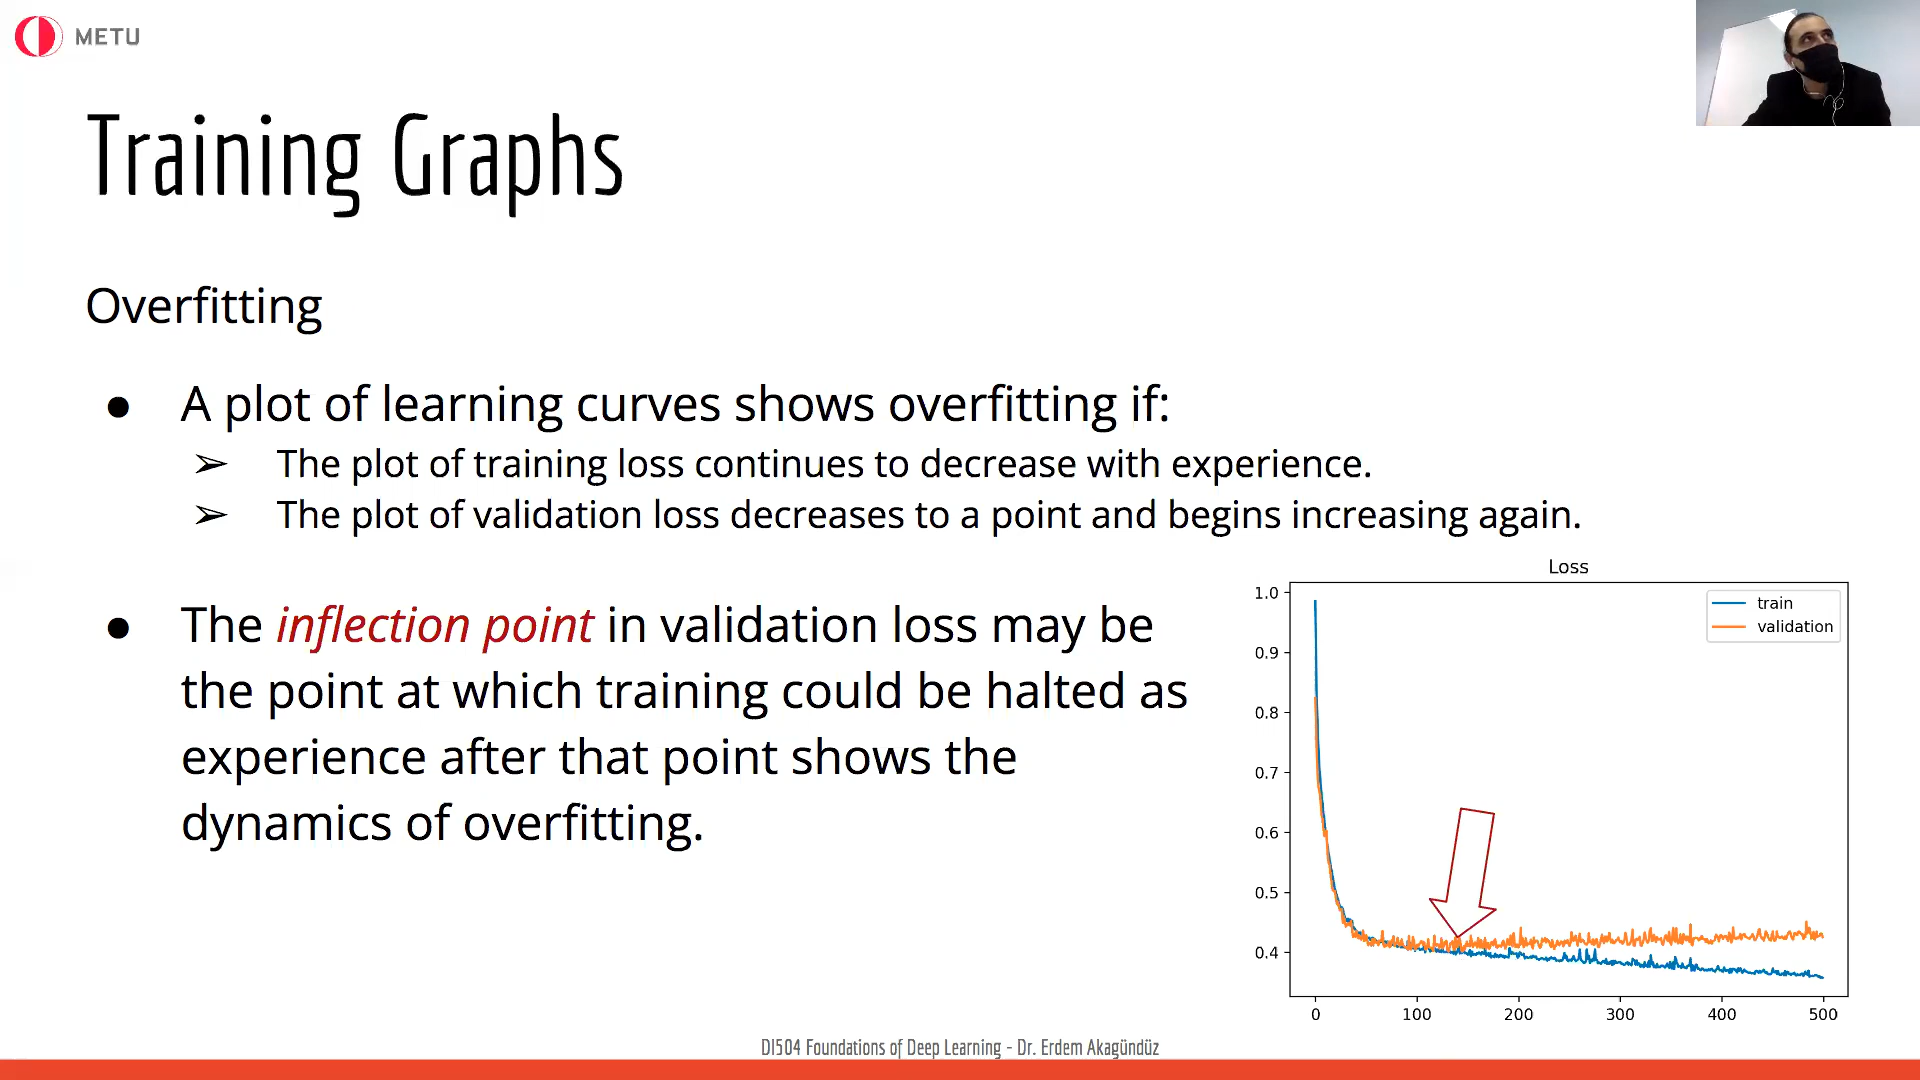 METU
Training Graphs
Overfitting
● A plot of learning curves shows overfitting if:
➢ The plot of training loss continues to decrease with experience.
➢ The plot of validation loss decreases to a point and begins increasing again.
● The inflection point in validation loss may be
the point at which training could be halted as
experience after that point shows the
dynamics of overfitting.
Loss
train
validation
1.0
0.9
0.8
0.7
0.6
0.5
0.4
0 100 200 300 400 500
DI504 Foundations of Deep Learning - Dr. Erdem Akagündüz